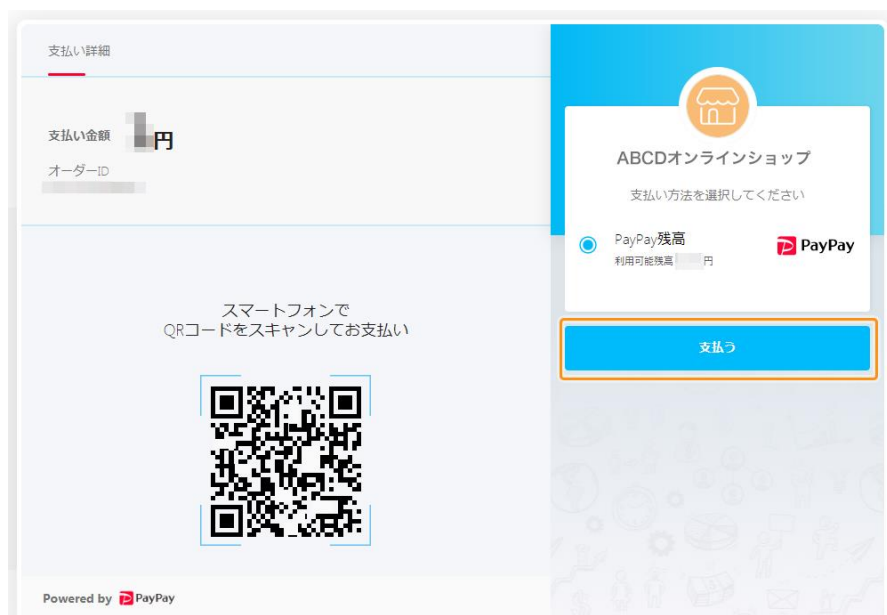 支払い詳細
支払い金額 円
オーダーID
スマートフォンで
QRコードをスキャンしてお支払い
Powered by PayPay
ABCDオンラインショップ
支払い方法を選択してください
PayPay残高
利用可能残高 円
PayPay
支払う